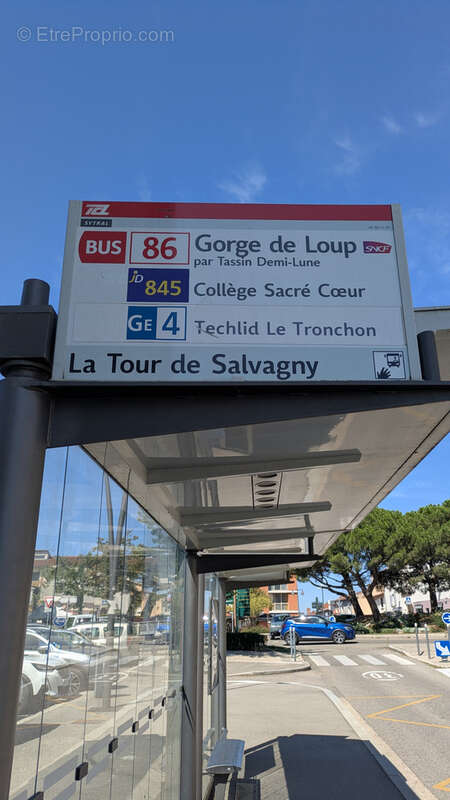 © EtreProprio.com
TCL
SYTRAL
BUS 86 Gorge de Loup SNCF
par Tassin Demi-Lune
JD 845 Collège Sacré Cœur
GE 4 Techlid Le Tronchon
La Tour de Salvagny